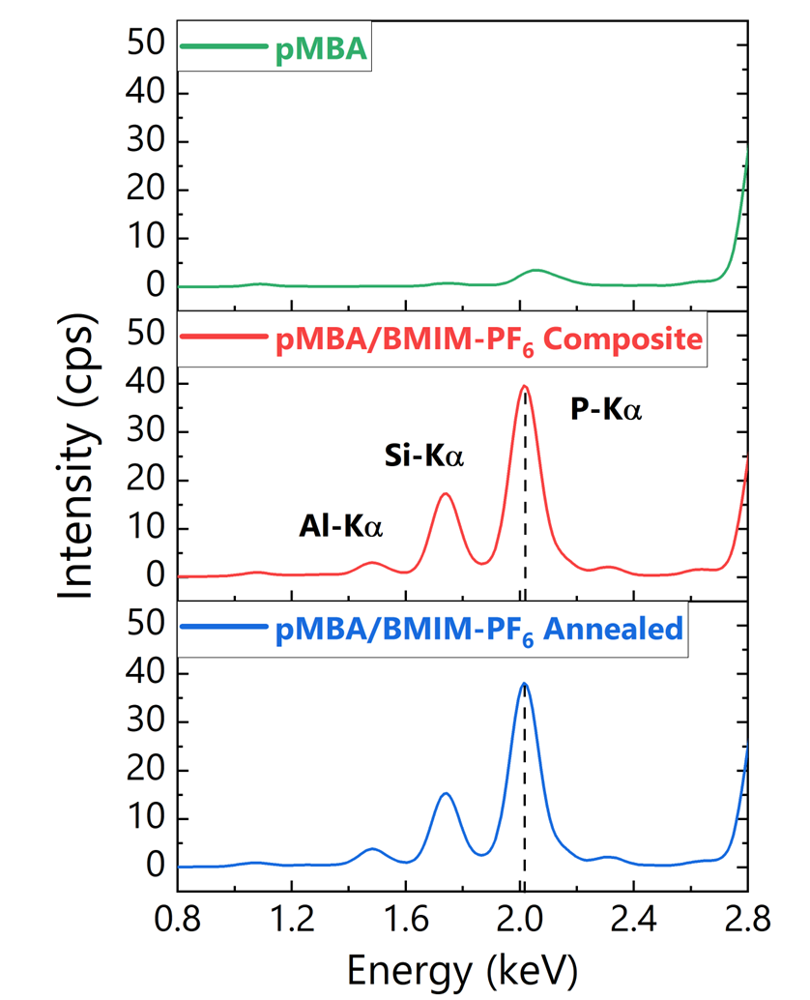 pMBA
50
40
30
20
10
0
pMBA/BMIM-PF₆ Composite
50
40
30
20
10
0
P-Kα
Si-Kα
Al-Kα
pMBA/BMIM-PF₆ Annealed
50
40
30
20
10
0
Intensity (cps)
0.8 1.2 1.6 2.0 2.4 2.8
Energy (keV)